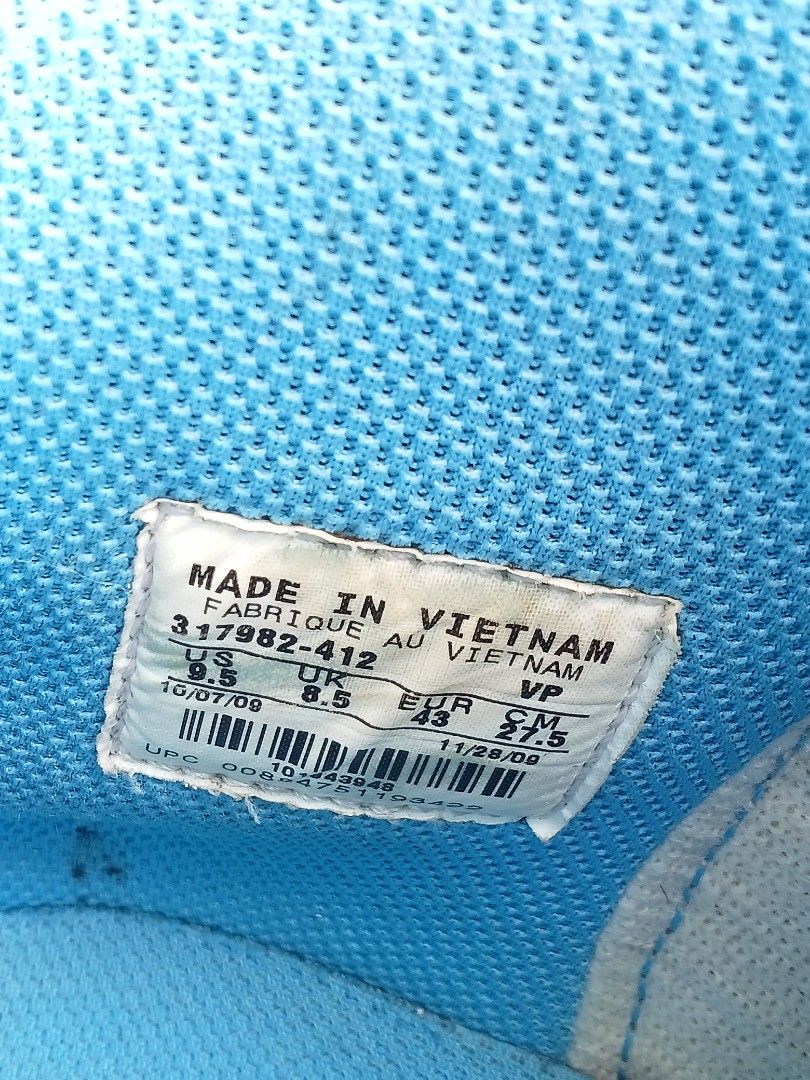 MADE IN VIETNAM
FABRIQUE AU VIETNAM
317982-412 VP
US UK EUR CM
9.5 8.5 43 27.5
10/07/09 11/28/09
UPC